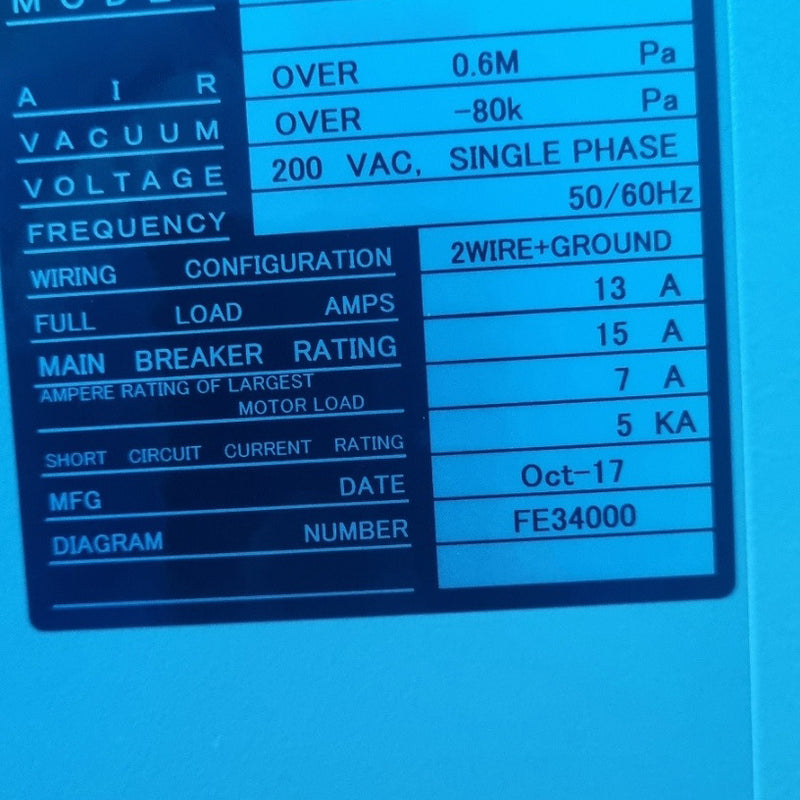 AIR OVER 0.6M Pa
VACUUM OVER -80k Pa
VOLTAGE 200 VAC, SINGLE PHASE
FREQUENCY 50/60Hz
WIRING CONFIGURATION 2WIRE+GROUND
FULL LOAD AMPS 13 A
MAIN BREAKER RATING 15 A
AMPERE RATING OF LARGEST
MOTOR LOAD 7 A
SHORT CIRCUIT CURRENT RATING 5 KA
MFG DATE Oct-17
DIAGRAM NUMBER FE34000